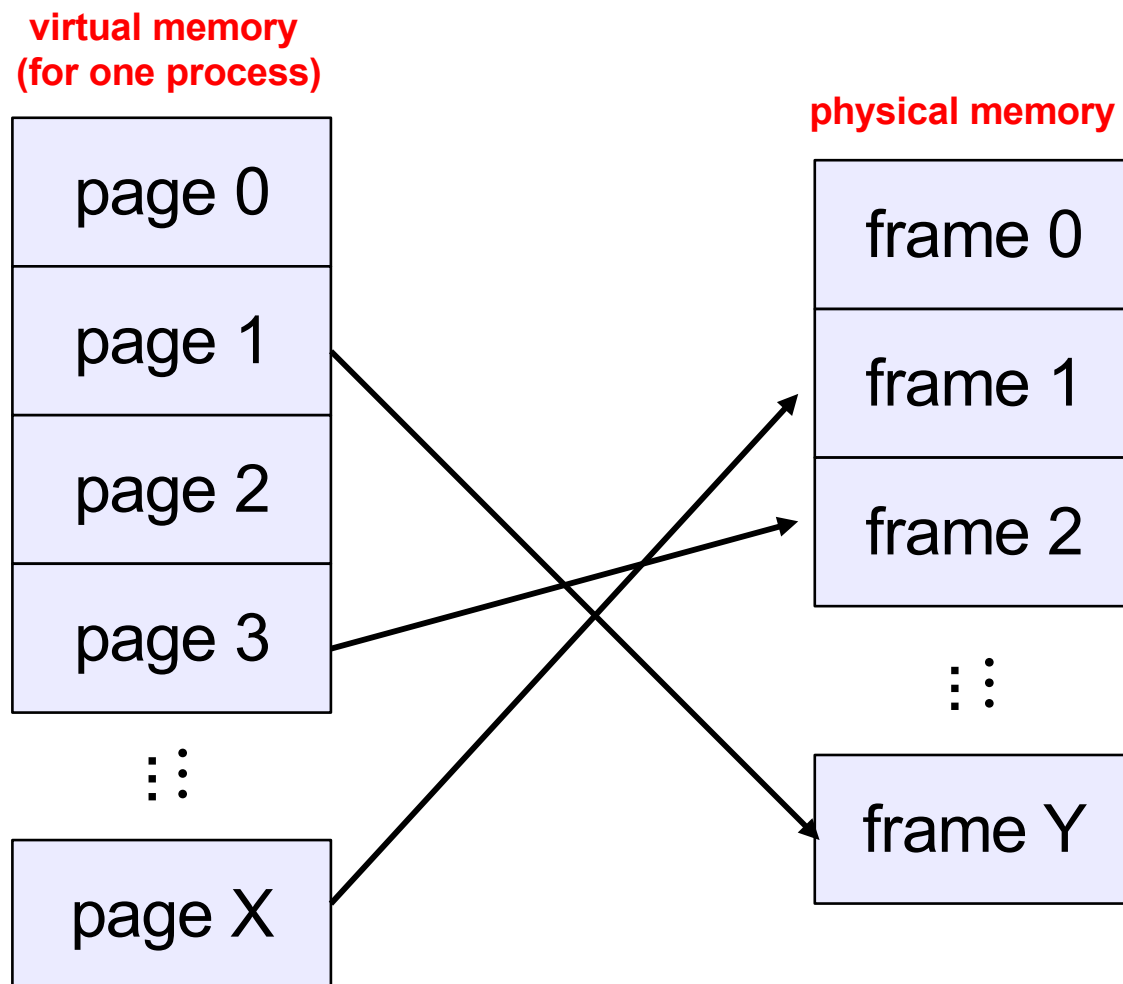 virtual memory
(for one process)
page 0
page 1
page 2
page 3
page X
physical memory
frame 0
frame 1
frame 2
frame Y